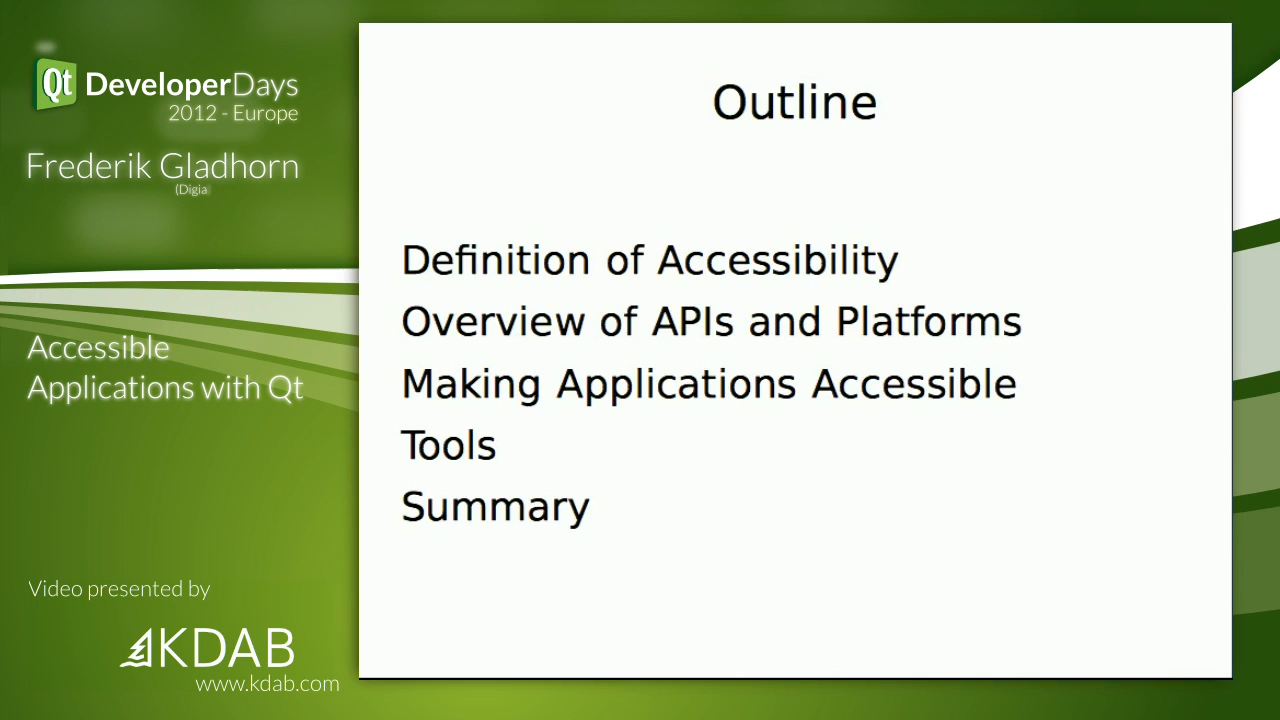 Qt DeveloperDays
2012 - Europe
Frederik Gladhorn
(Digia
Accessible
Applications with Qt
Video presented by
KDAB
www.kdab.com
Outline
Definition of Accessibility
Overview of APIs and Platforms
Making Applications Accessible
Tools
Summary